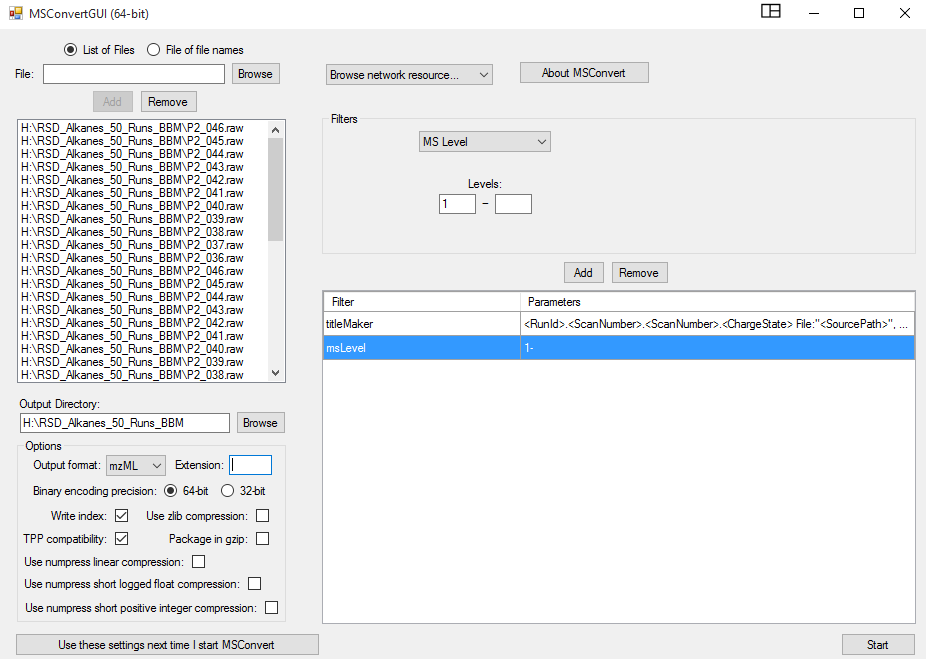 MSConvertGUI (64-bit)
List of Files File of file names
File: Browse
Add Remove
H:\RSD_Alkanes_50_Runs_BBM\P2_046.raw
H:\RSD_Alkanes_50_Runs_BBM\P2_045.raw
H:\RSD_Alkanes_50_Runs_BBM\P2_044.raw
H:\RSD_Alkanes_50_Runs_BBM\P2_043.raw
H:\RSD_Alkanes_50_Runs_BBM\P2_042.raw
H:\RSD_Alkanes_50_Runs_BBM\P2_041.raw
H:\RSD_Alkanes_50_Runs_BBM\P2_040.raw
H:\RSD_Alkanes_50_Runs_BBM\P2_039.raw
H:\RSD_Alkanes_50_Runs_BBM\P2_038.raw
H:\RSD_Alkanes_50_Runs_BBM\P2_037.raw
H:\RSD_Alkanes_50_Runs_BBM\P2_036.raw
H:\RSD_Alkanes_50_Runs_BBM\P2_046.raw
H:\RSD_Alkanes_50_Runs_BBM\P2_045.raw
H:\RSD_Alkanes_50_Runs_BBM\P2_044.raw
H:\RSD_Alkanes_50_Runs_BBM\P2_043.raw
H:\RSD_Alkanes_50_Runs_BBM\P2_042.raw
H:\RSD_Alkanes_50_Runs_BBM\P2_041.raw
H:\RSD_Alkanes_50_Runs_BBM\P2_040.raw
H:\RSD_Alkanes_50_Runs_BBM\P2_039.raw
H:\RSD_Alkanes_50_Runs_BBM\P2_038.raw
Output Directory:
H:\RSD_Alkanes_50_Runs_BBM Browse
Options
Output format: mzML Extension:
Binary encoding precision: 64-bit 32-bit
Write index: Use zlib compression:
TPP compatibility: Package in gzip:
Use numpress linear compression:
Use numpress short logged float compression:
Use numpress short positive integer compression:
Use these settings next time I start MSConvert
Browse network resource... About MSConvert
Filters
MS Level
Levels:
1 -
Add Remove
Filter Parameters
titleMaker <RunId>.<ScanNumber>.<ScanNumber>.<ChargeState> File:"<SourcePath>", ...
msLevel 1-
Start